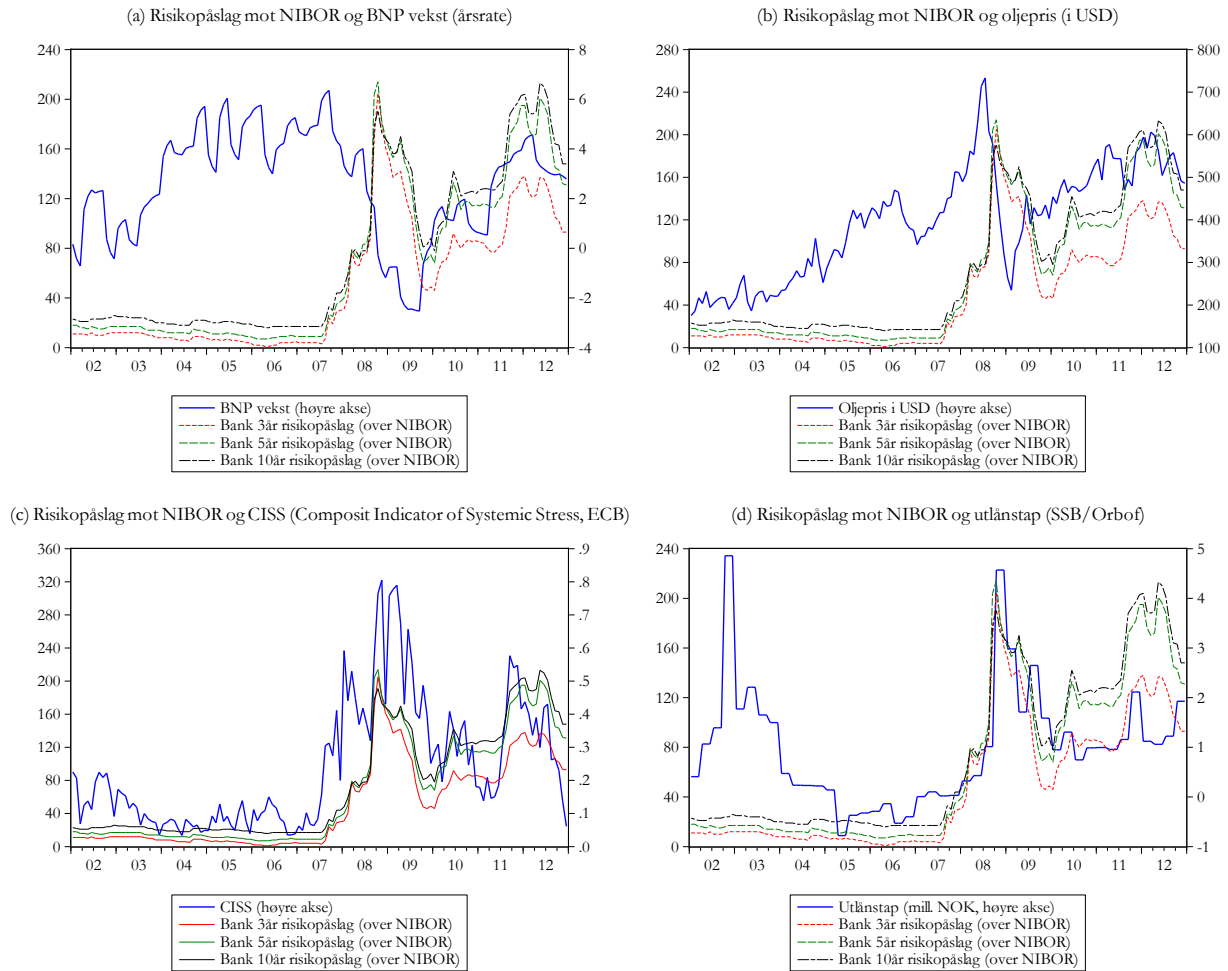 (a) Risikopåslag mot NIBOR og BNP vekst (årsrate)
240
200
160
120
80
40
0
8
6
4
2
0
-2
-4
02 03 04 05 06 07 08 09 10 11 12
BNP vekst (høyre akse)
Bank 3år risikopåslag (over NIBOR)
Bank 5år risikopåslag (over NIBOR)
Bank 10år risikopåslag (over NIBOR)
(b) Risikopåslag mot NIBOR og oljepris (i USD)
280
240
200
160
120
80
40
0
800
700
600
500
400
300
200
100
02 03 04 05 06 07 08 09 10 11 12
Oljepris i USD (høyre akse)
Bank 3år risikopåslag (over NIBOR)
Bank 5år risikopåslag (over NIBOR)
Bank 10år risikopåslag (over NIBOR)
(c) Risikopåslag mot NIBOR og CISS (Composit Indicator of Systemic Stress, ECB)
360
320
280
240
200
160
120
80
40
0
.9
.8
.7
.6
.5
.4
.3
.2
.1
.0
02 03 04 05 06 07 08 09 10 11 12
CISS (høyre akse)
Bank 3år risikopåslag (over NIBOR)
Bank 5år risikopåslag (over NIBOR)
Bank 10år risikopåslag (over NIBOR)
(d) Risikopåslag mot NIBOR og utlånstap (SSB/Orbof)
240
200
160
120
80
40
0
5
4
3
2
1
0
-1
02 03 04 05 06 07 08 09 10 11 12
Utlånstap (mill. NOK, høyre akse)
Bank 3år risikopåslag (over NIBOR)
Bank 5år risikopåslag (over NIBOR)
Bank 10år risikopåslag (over NIBOR)